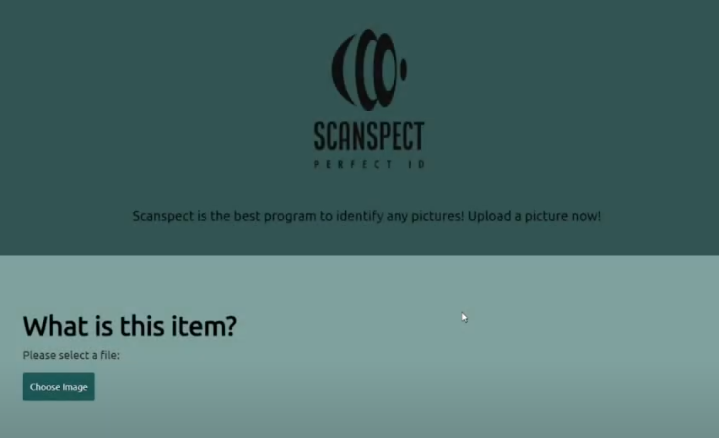 SCANSPECT
PERFECT ID
Scanspect is the best program to identify any pictures! Upload a picture now!
What is this item?
Please select a file:
Choose Image